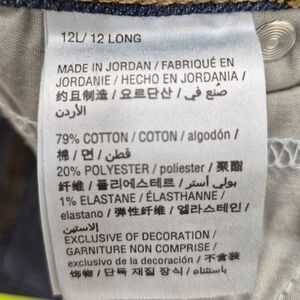 12L/ 12 LONG
MADE IN JORDAN / FABRIQUÉ EN
JORDANIE / HECHO EN JORDANIA /
约旦制造 / 요르단산 / صنع في
الأردن
79% COTTON / COTON / algodón /
棉 / 면 / قطن
20% POLYESTER / poliester / 聚酯
纤维 / 폴리에스테르 / بولي أستر
1% ELASTANE / ÉLASTHANNE /
elastano / 弹性纤维 / 엘라스테인 /
الاستين
EXCLUSIVE OF DECORATION /
GARNITURE NON COMPRISE /
exclusivo de la decoración / 不含装
饰物 / 단독 재질 장식 / باستثناء